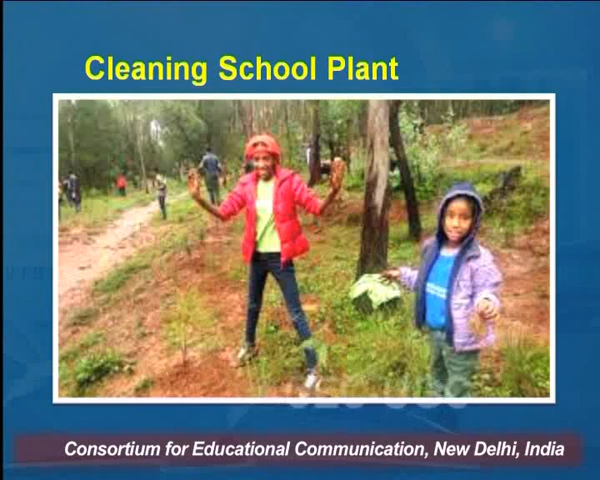 Cleaning School Plant
Consortium for Educational Communication, New Delhi, India